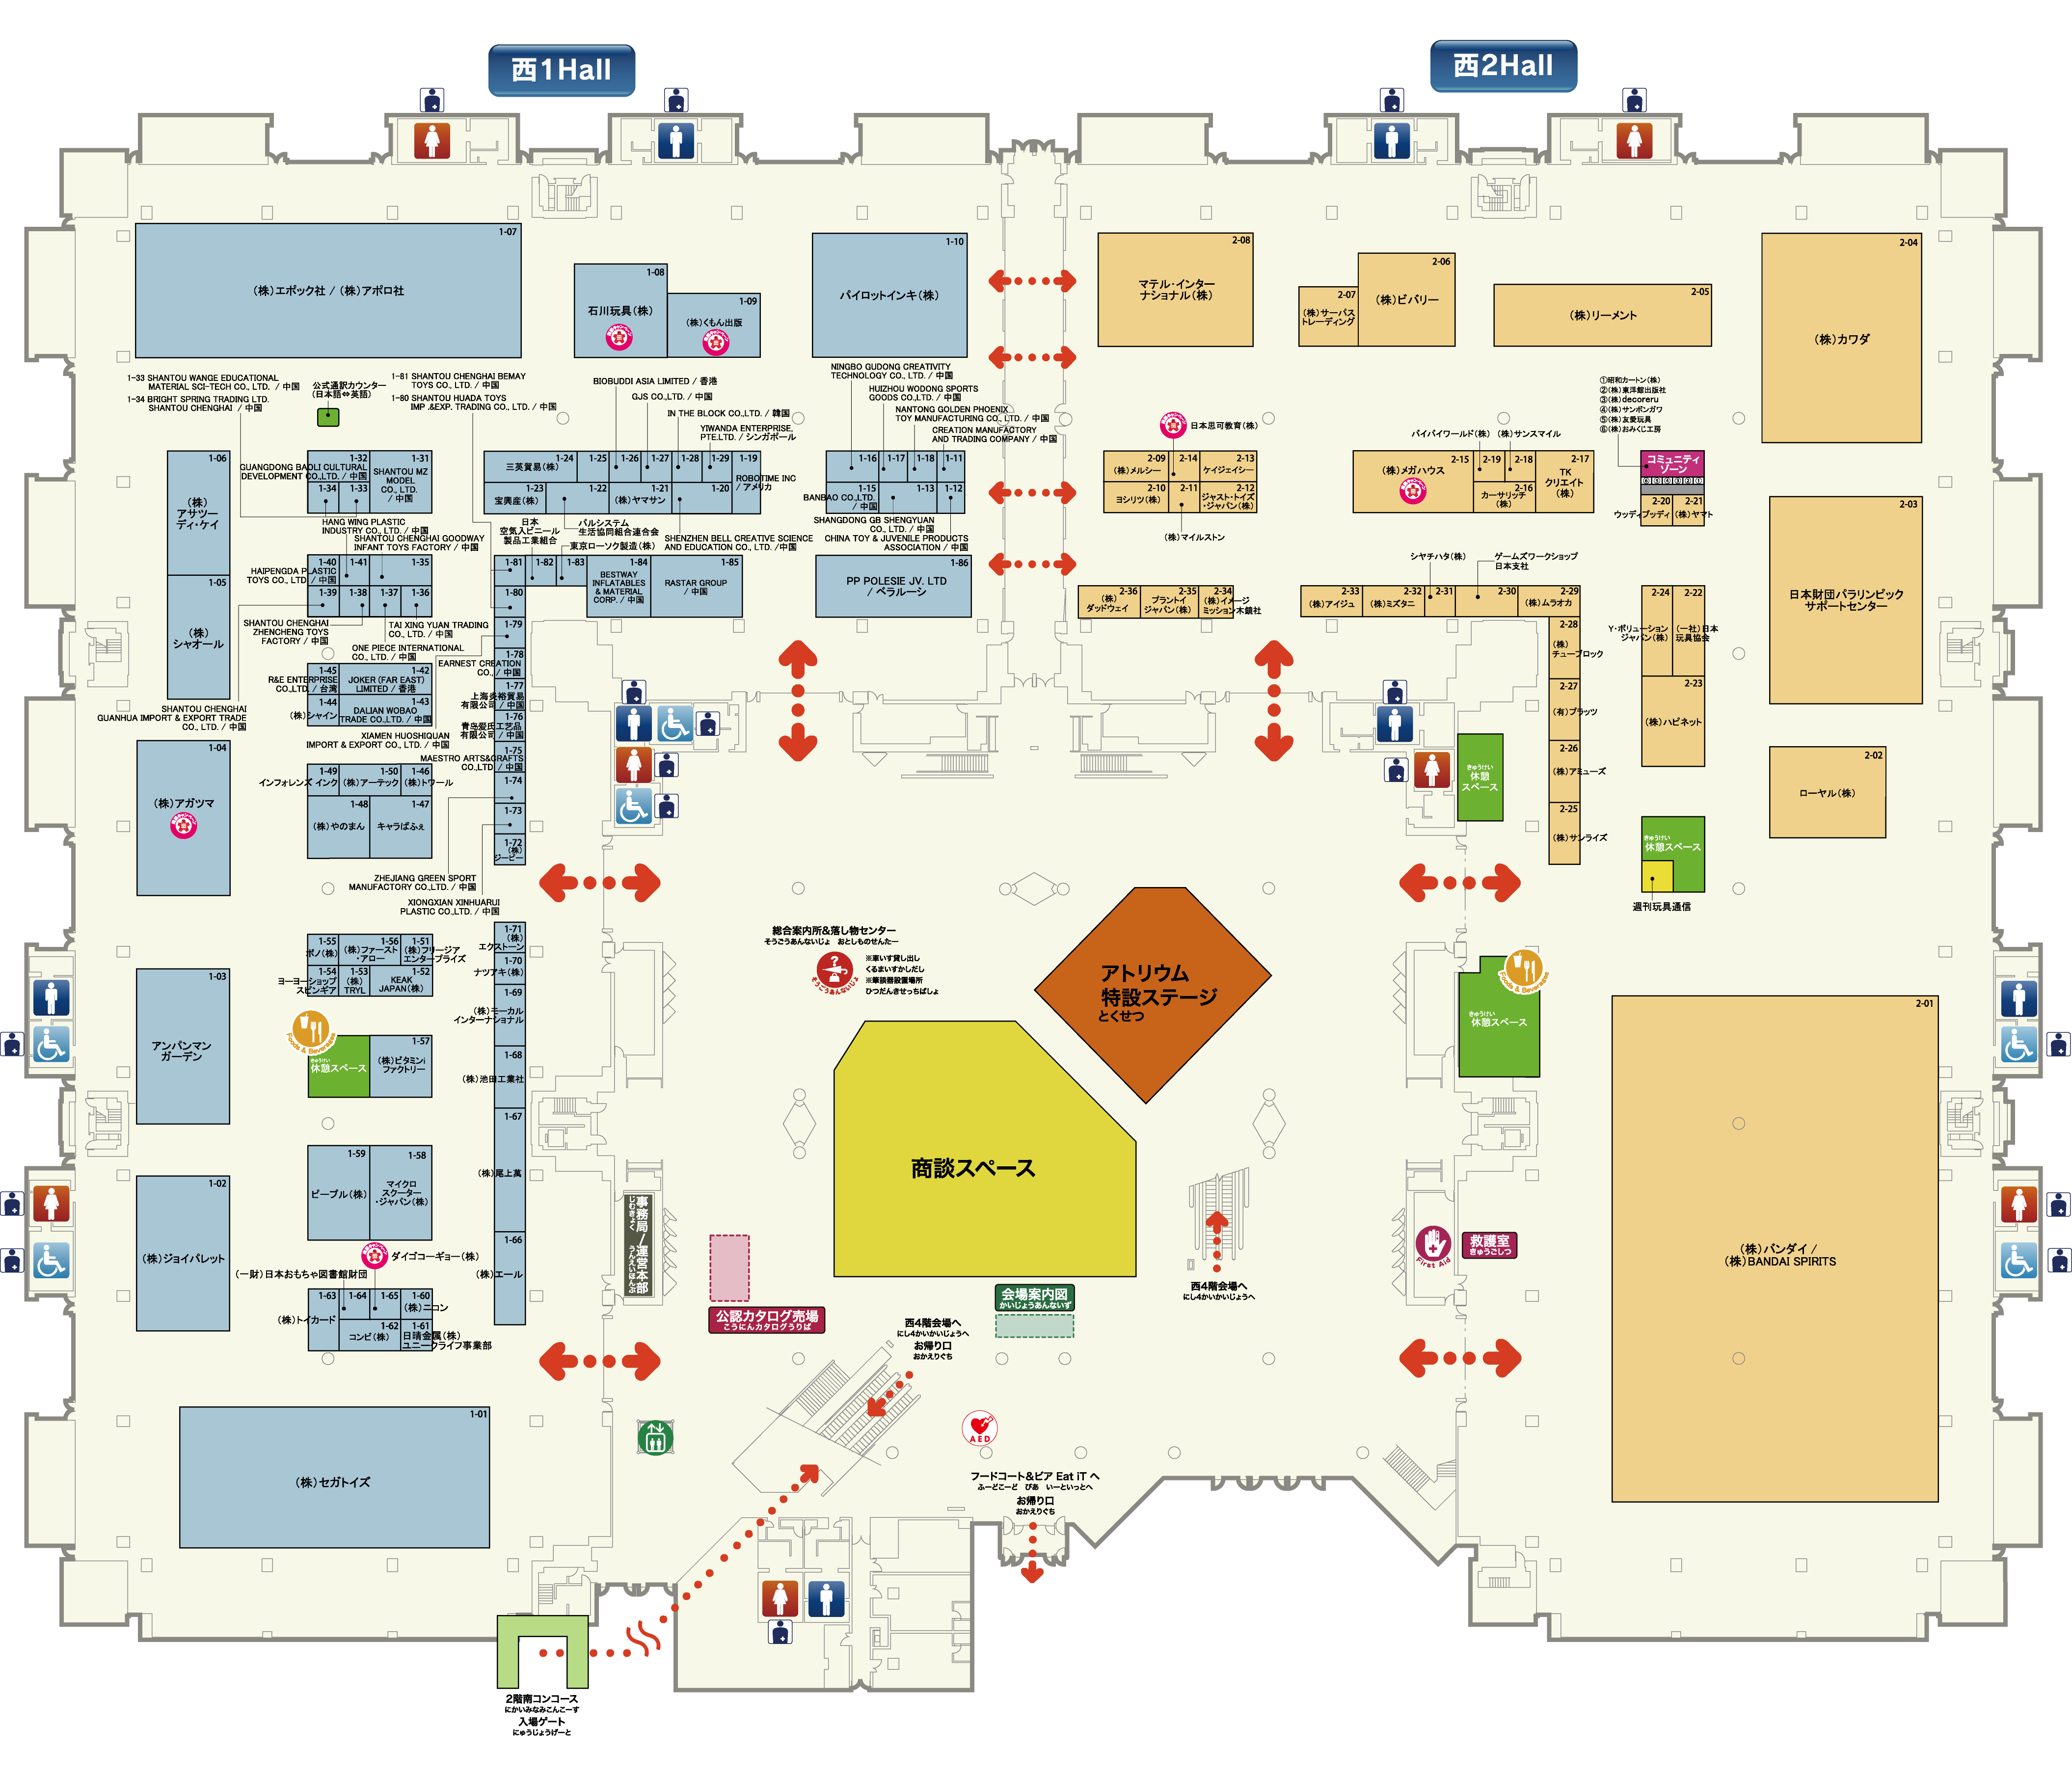 西1Hall
西2Hall
1-07
(株)エポック社 / (株)アポロ社
1-08
石川玩具(株)
1-09
(株)くもん出版
1-10
パイロットインキ(株)
2-08
マテル・インター
ナショナル(株)
2-07
(株)サーバス
トレーディング
2-06
(株)ビバリー
2-05
(株)リーメント
2-04
(株)カワダ
1-33 SHANTOU WANGE EDUCATIONAL
MATERIAL SCI-TECH CO., LTD. / 中国
1-34 BRIGHT SPRING TRADING LTD.
SHANTOU CHENGHAI / 中国
公式通訳カウンター
(日本語⇔英語)
1-81 SHANTOU CHENGHAI BEMAY
TOYS CO., LTD. / 中国
1-80 SHANTOU HUADA TOYS
IMP .&EXP. TRADING CO., LTD. / 中国
BIOBUDDI ASIA LIMITED / 香港
GJS CO.,LTD. / 中国
IN THE BLOCK CO.,LTD. / 韓国
YIWANDA ENTERPRISE,
PTE.LTD. / シンガポール
NINGBO GUDONG CREATIVITY
TECHNOLOGY CO., LTD. / 中国
HUIZHOU WODONG SPORTS
GOODS CO.,LTD. / 中国
NANTONG GOLDEN PHOENIX
TOY MANUFACTURING CO., LTD. / 中国
CREATION MANUFACTORY
AND TRADING COMPANY / 中国
日本思可教育(株)
バイバイワールド(株)
(株)サンスマイル
①昭和カートン(株)
②(株)東洋館出版社
③(株)decoreru
④(株)サンポンガワ
⑤(株)友愛玩具
⑥(株)おみくじ工房
コミュニティ
ゾーン
1-06
(株)
アサツー
ディ・ケイ
1-05
(株)
シャオール
1-32
GUANGDONG BAOLI CULTURAL
DEVELOPMENT CO.,LTD. / 中国
1-31
SHANTOU MZ
MODEL
CO., LTD.
/ 中国
1-34
1-33
1-24
三英貿易(株)
1-25
1-26
1-27
1-28
1-29
1-19
ROBOTIME INC
/ アメリカ
1-23
宝興産(株)
1-22
1-21
(株)ヤマサン
1-20
1-16
1-17
1-18
1-11
1-15
BANBAO CO.,LTD.
/ 中国
1-13
1-12
2-09
(株)メルシー
2-14
2-13
ケイジェイシー
2-10
ヨシリツ(株)
2-11
2-12
ジャスト・トイズ
・ジャパン(株)
(株)マイルストン
2-15
(株)メガハウス
2-19
2-18
2-17
TK
クリエイト
(株)
2-16
カーサリッチ
(株)
2-20
ウッディプッディ
2-21
(株)ヤマト
2-03
日本財団パラリンピック
サポートセンター
HANG WING PLASTIC
INDUSTRY CO., LTD. / 中国
SHANTOU CHENGHAI GOODWAY
INFANT TOYS FACTORY / 中国
日本
空気入ビニール
製品工業組合
パルシステム
生活協同組合連合会
東京ローソク製造(株)
SHENZHEN BELL CREATIVE SCIENCE
AND EDUCATION CO., LTD. /中国
SHANGDONG GB SHENGYUAN
CO., LTD. / 中国
CHINA TOY & JUVENILE PRODUCTS
ASSOCIATION / 中国
1-40
HAIPENGDA PLASTIC
TOYS CO., LTD / 中国
1-41
1-35
1-39
1-38
1-37
1-36
1-81
1-82
1-83
1-84
BESTWAY
INFLATABLES
& MATERIAL
CORP. / 中国
1-85
RASTAR GROUP
/ 中国
1-86
PP POLESIE JV. LTD
/ ベラルーシ
1-80
1-79
1-78
EARNEST CREATION
CO., / 中国
1-77
上海長裕貿易
有限公司 / 中国
1-76
青岛爱氏工艺品
有限公司 / 中国
1-75
MAESTRO ARTS&CRAFTS
CO.,LTD / 中国
1-74
1-73
1-72
(株)
ジーピー
シヤチハタ(株)
ゲームズワークショップ
日本支社
2-36
(株)
ダッドウェイ
2-35
プラントイ
ジャパン(株)
2-34
(株)イメージ
ミッション木鏡社
2-33
(株)アイジュ
2-32
(株)ミズタニ
2-31
2-30
2-29
(株)ムラオカ
2-28
(株)
チューブロック
2-27
(有)プラッツ
2-26
(株)アミューズ
2-25
(株)サンライズ
2-24
Y・ボリューション
ジャパン(株)
2-22
(一社)日本
玩具協会
2-23
(株)ハピネット
2-02
ローヤル(株)
SHANTOU CHENGHAI
ZHENCHENG TOYS
FACTORY / 中国
TAI XING YUAN TRADING
CO., LTD. / 中国
ONE PIECE INTERNATIONAL
CO., LTD. / 中国
1-45
R&E ENTERPRISE
CO.,LTD. / 台湾
1-42
JOKER (FAR EAST)
LIMITED / 香港
1-44
(株)シャイン
1-43
DALIAN WOBAO
TRADE CO.,LTD. / 中国
SHANTOU CHENGHAI
GUANHUA IMPORT & EXPORT TRADE
CO., LTD. / 中国
XIAMEN HUOSHIQUAN
IMPORT & EXPORT CO., LTD. / 中国
1-04
(株)アガツマ
1-49
インフォレンズ インク
1-50
(株)アーテック
1-46
(株)トワール
1-48
(株)やのまん
1-47
キャラぱふぇ
きゅうけい
休憩
スペース
きゅうけい
休憩スペース
週刊玩具通信
ZHEJIANG GREEN SPORT
MANUFACTORY CO.,LTD. / 中国
XIONGXIAN XINHUARUI
PLASTIC CO.,LTD. / 中国
1-03
アンパンマン
ガーデン
1-55
ボノ(株)
1-56
(株)ファースト
・アロー
1-51
(株)フリージア
エンタープライズ
1-54
ヨーヨーショップ
スピンギア
1-53
(株)
TRYL
1-52
KEAK
JAPAN(株)
1-71
(株)
エクストーン
1-70
ナツアキ(株)
1-69
(株)モーカル
インターナショナル
1-68
(株)池田工業社
1-67
(株)尾上萬
1-66
(株)エール
総合案内所&落し物センター
そうごうあんないじょ おとしものせんたー
※車いす貸し出し
くるまいすかしだし
※筆談器設置場所
ひつだんきせっちばしょ
そうごうあんないじょ
アトリウム
特設ステージ
とくせつ
Foods & Beverages
きゅうけい
休憩スペース
2-01
(株)バンダイ /
(株)BANDAI SPIRITS
Foods & Beverages
きゅうけい
休憩スペース
1-57
(株)ビタミンi
ファクトリー
商談スペース
1-02
(株)ジョイパレット
1-59
ピープル(株)
1-58
マイクロ
スクーター
・ジャパン(株)
ダイゴコーギョー(株)
(一財)日本おもちゃ図書館財団
1-63
(株)トイカード
1-64
1-65
1-60
(株)ニコン
1-62
コンビ(株)
1-61
日晴金属(株)
ユニークライフ事業部
事務局/運営本部
じむきょく うんえいほんぶ
公認カタログ売場
こうにんカタログうりば
会場案内図
かいじょうあんないず
西4階会場へ
にし4かいかいじょうへ
First Aid
救護室
きゅうごしつ
西4階会場へ
にし4かいかいじょうへ
お帰り口
おかえりぐち
1-01
(株)セガトイズ
AED
フードコート&ビア Eat iT へ
ふーどこーど びあ いーといっとへ
お帰り口
おかえりぐち
2階南コンコース
にかいみなみこんこーす
入場ゲート
にゅうじょうげーと